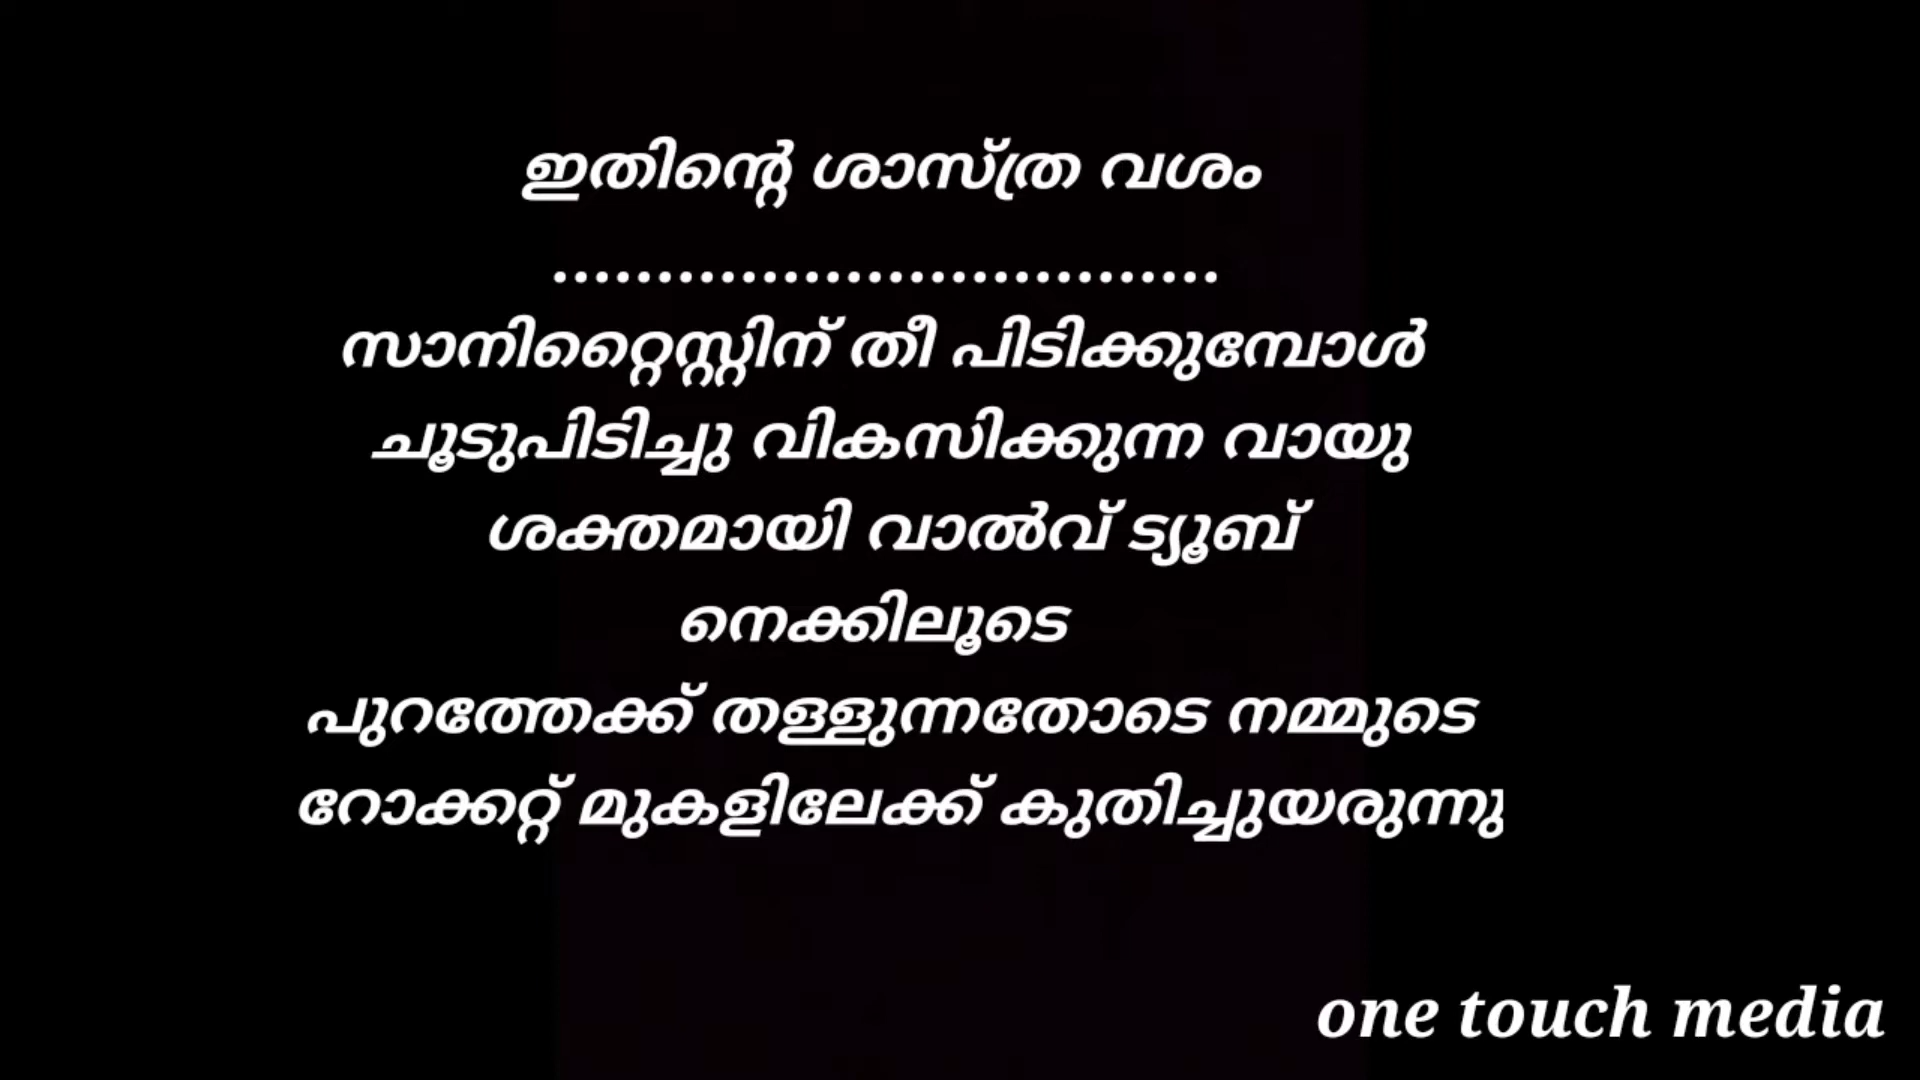 ഇതിന്റെ ശാസ്ത്ര വശം
................................
സാനിറ്റൈസ്സ്റ്റിന് തീ പിടിക്കുമ്പോൾ
ചൂടുപിടിച്ചു വികസിക്കുന്ന വായു
ശക്തമായി വാൽവ് ട്യൂബ്
നെക്കിലൂടെ
പുറത്തേക്ക് തള്ളുന്നതോടെ നമ്മുടെ
റോക്കറ്റ് മുകളിലേക്ക് കുതിച്ചുയരുന്നു
one touch media